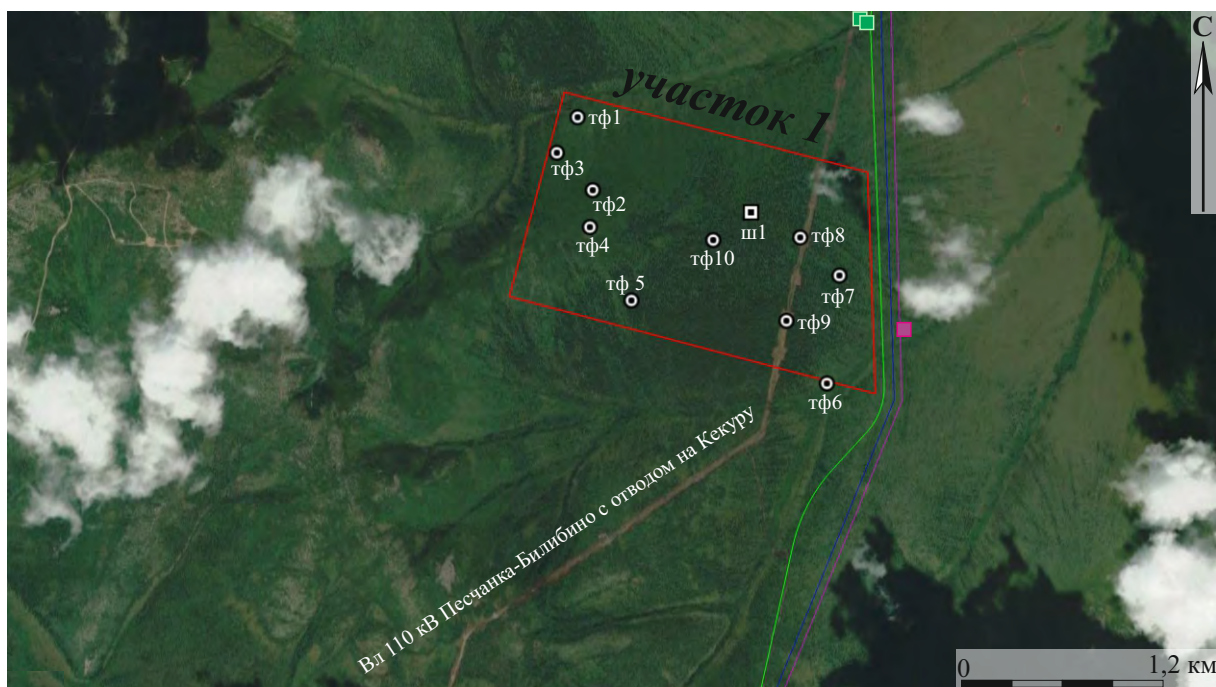 С
участок 1
тф1
тф3
тф2
ш1
тф4
тф10
тф8
тф7
тф 5
тф9
тф6
Вл 110 кВ Песчанка-Билибино с отводом на Кекуру
0
1,2 км